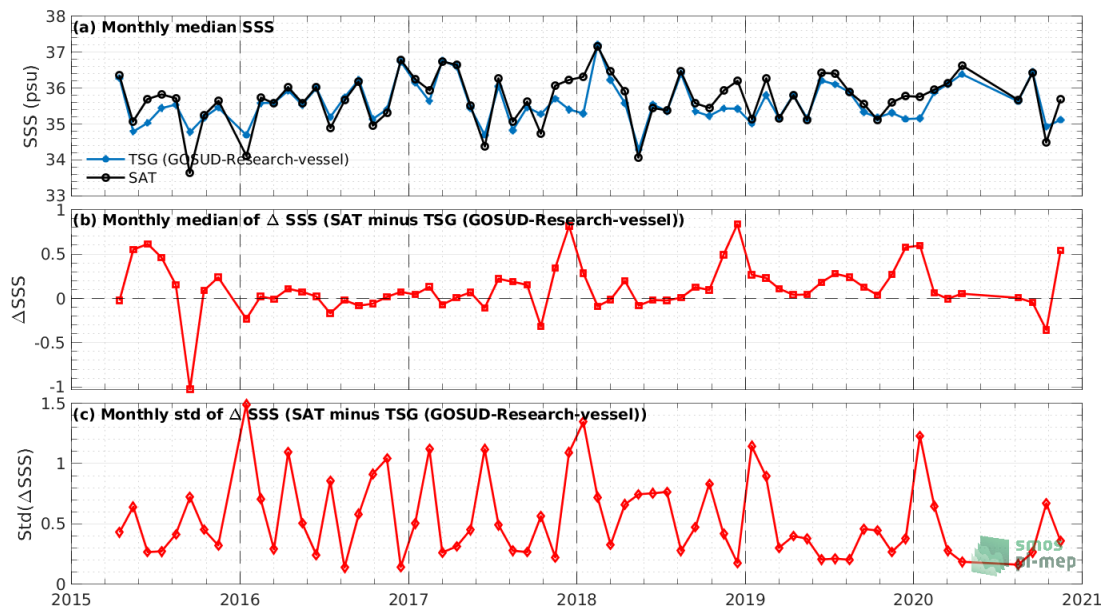 (a) Monthly median SSS
38
37
36
35
34
33
SSS (psu)
TSG (GOSUD-Research-vessel)
SAT
(b) Monthly median of Δ SSS (SAT minus TSG (GOSUD-Research-vessel))
1
0.5
0
-0.5
-1
ΔSSS
(c) Monthly std of Δ SSS (SAT minus TSG (GOSUD-Research-vessel))
1.5
1
0.5
0
Std(ΔSSS)
smos
pi-mep
2015 2016 2017 2018 2019 2020 2021